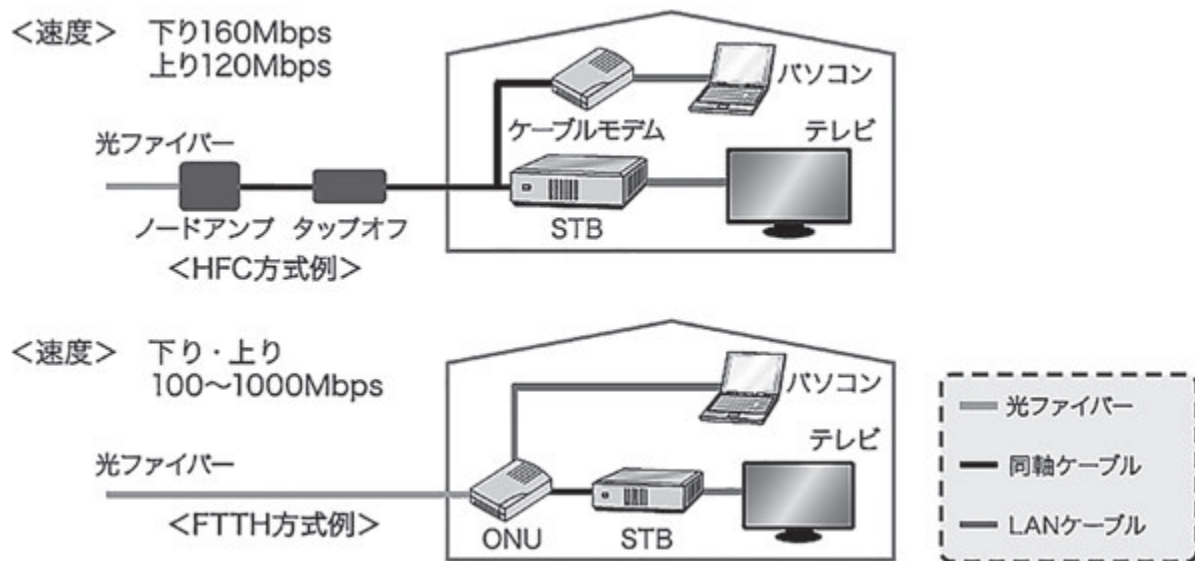 <速度> 下り160Mbps
上り120Mbps
パソコン
ケーブルモデム
テレビ
光ファイバー
ノードアンプ タップオフ
STB
<HFC方式例>
<速度> 下り・上り
100~1000Mbps
パソコン
テレビ
光ファイバー
<FTTH方式例>
ONU
STB
光ファイバー
同軸ケーブル
LANケーブル